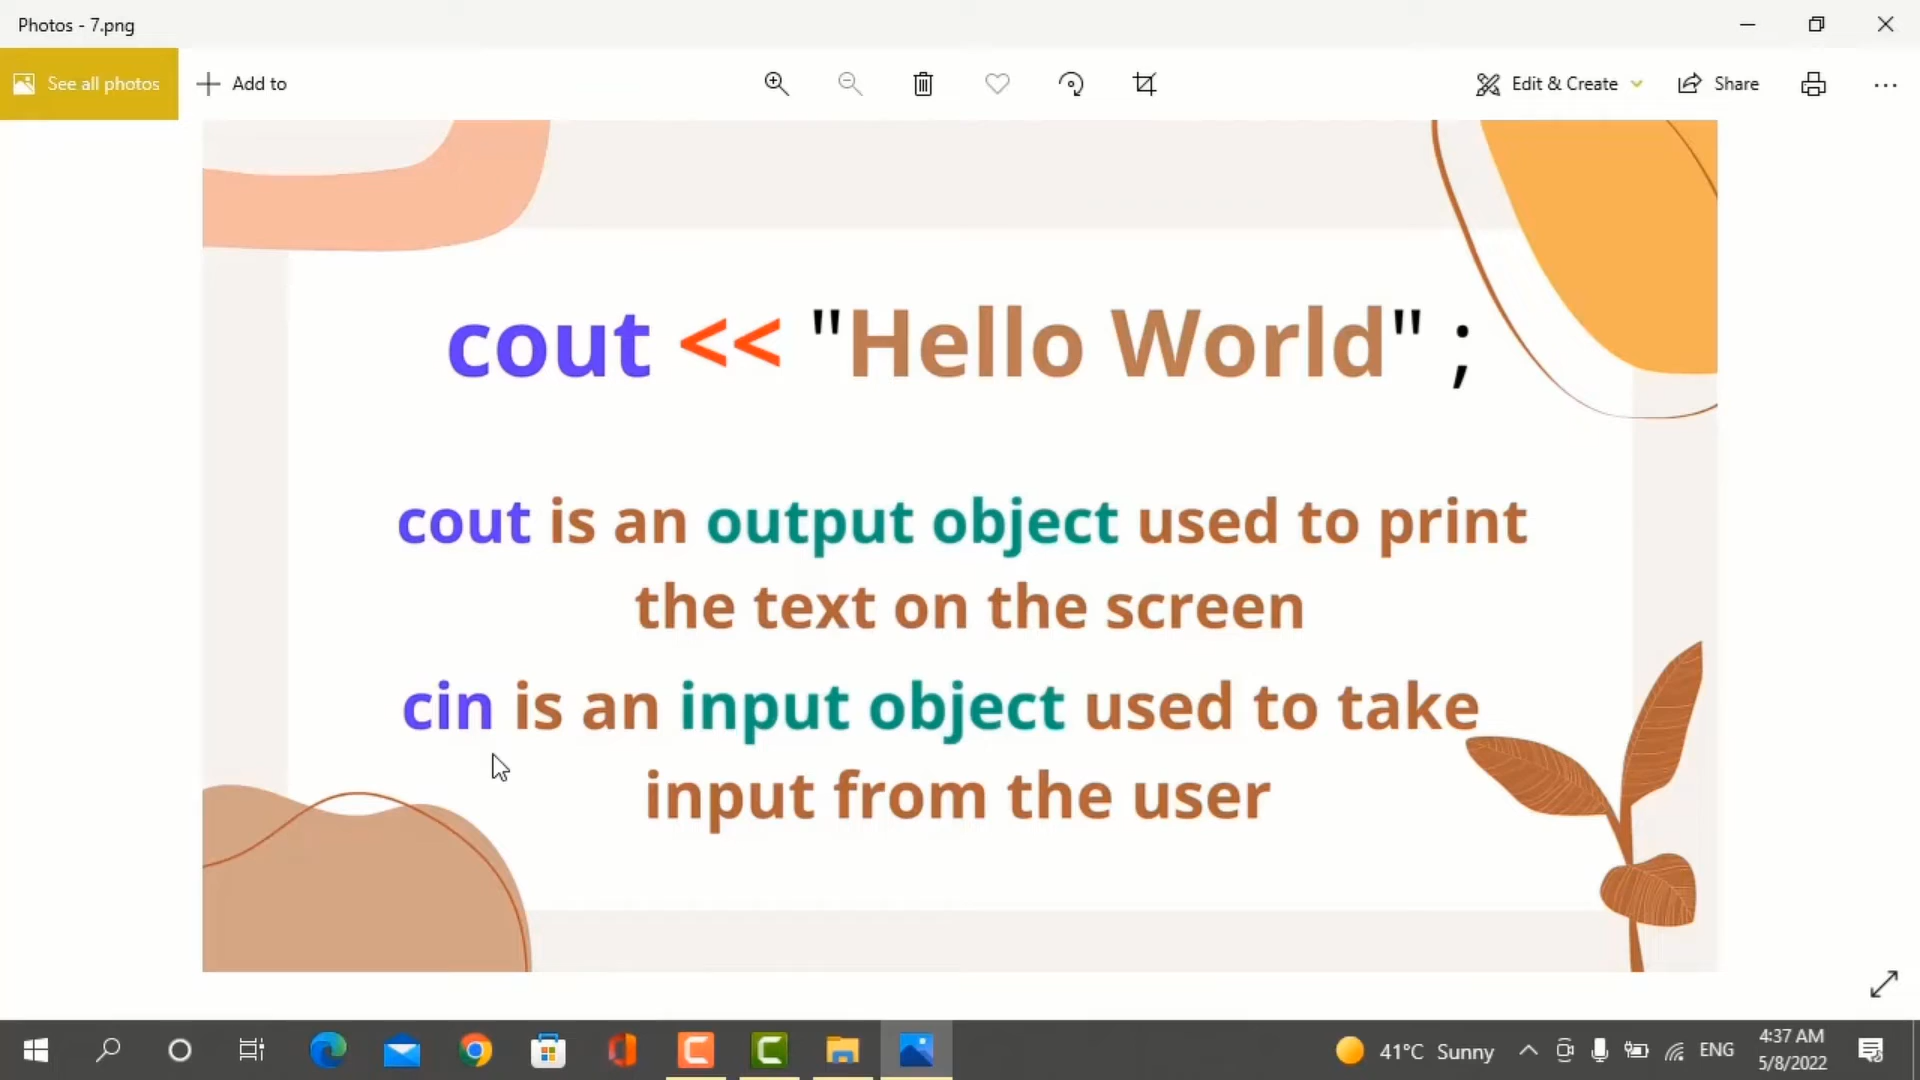 Photos - 7.png
See all photos
Add to
Edit & Create
Share
cout << "Hello World" ;
cout is an output object used to print
the text on the screen
cin is an input object used to take
input from the user
41°C Sunny
ENG
4:37 AM
5/8/2022